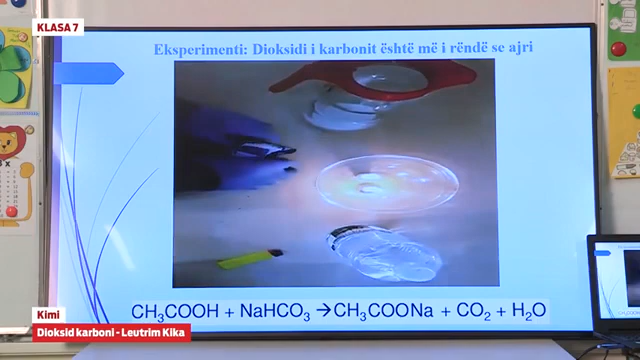 KLASA 7
Eksperimenti: Dioksidi i karbonit është më i rëndë se ajri
CH₃COOH + NaHCO₃ →CH₃COONa + CO₂ + H₂O
Kimi
Dioksid karboni - Leutrim Kika